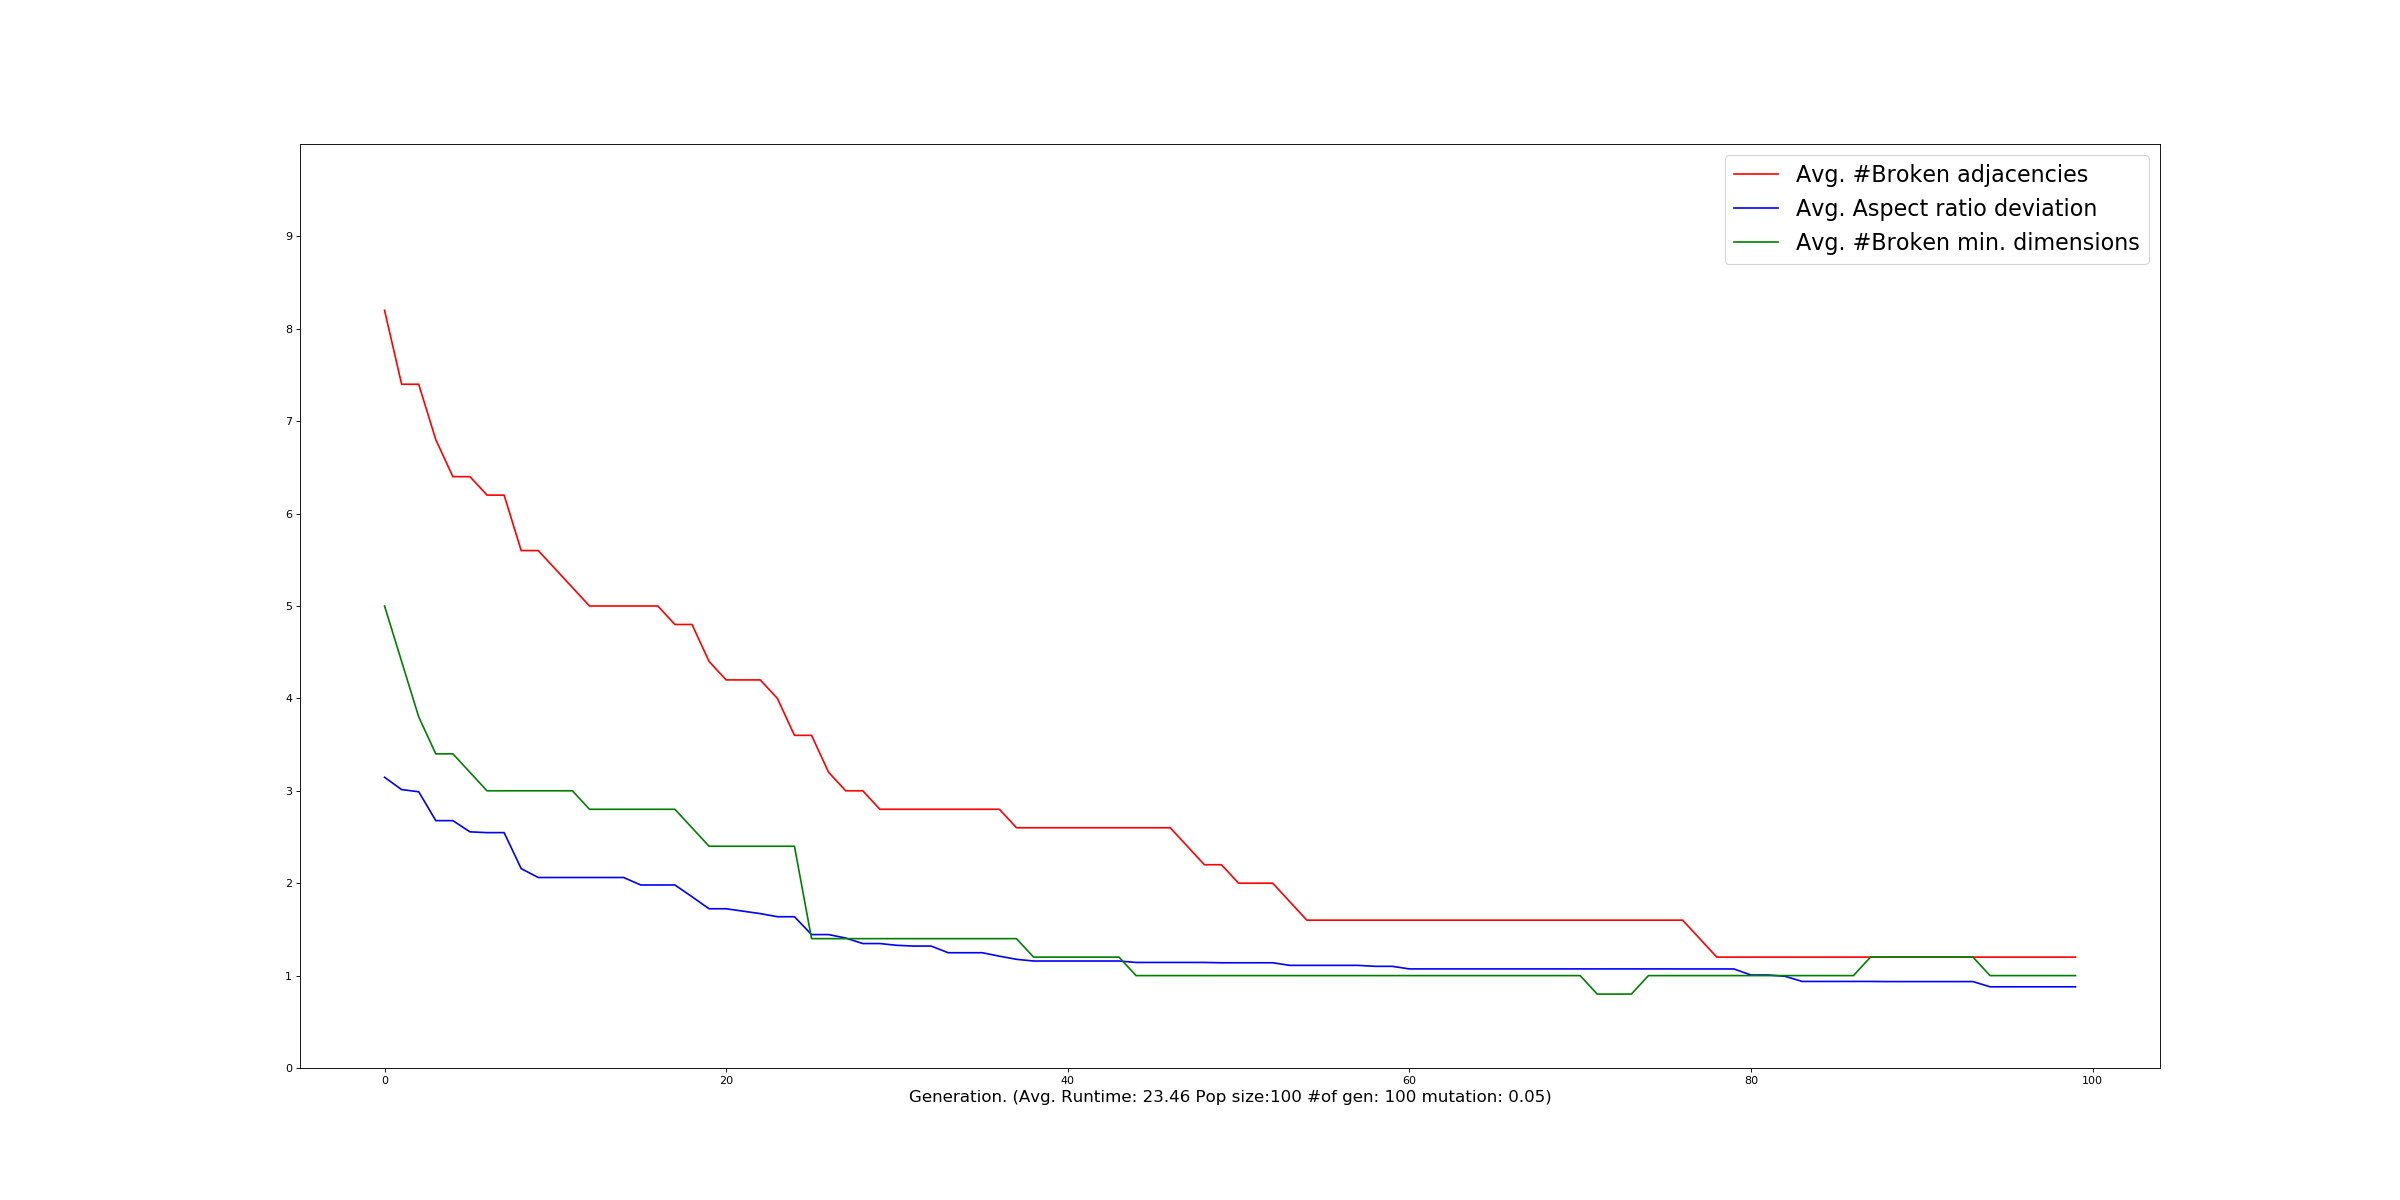 Avg. #Broken adjacencies
Avg. Aspect ratio deviation
Avg. #Broken min. dimensions
9
8
7
6
5
4
3
2
1
0
0 20 40 60 80 100
Generation. (Avg. Runtime: 23.46 Pop size:100 #of gen: 100 mutation: 0.05)